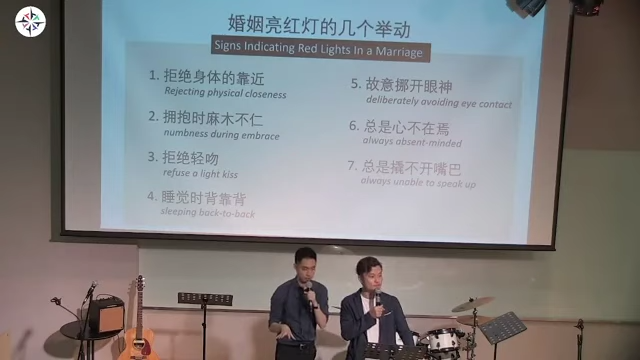 婚姻亮红灯的几个举动
Signs Indicating Red Lights In a Marriage
1. 拒绝身体的靠近
Rejecting physical closeness
2. 拥抱时麻木不仁
numbness during embrace
3. 拒绝轻吻
refuse a light kiss
4. 睡觉时背靠背
sleeping back-to-back
5. 故意挪开眼神
deliberately avoiding eye contact
6. 总是心不在焉
always absent-minded
7. 总是撬不开嘴巴
always unable to speak up